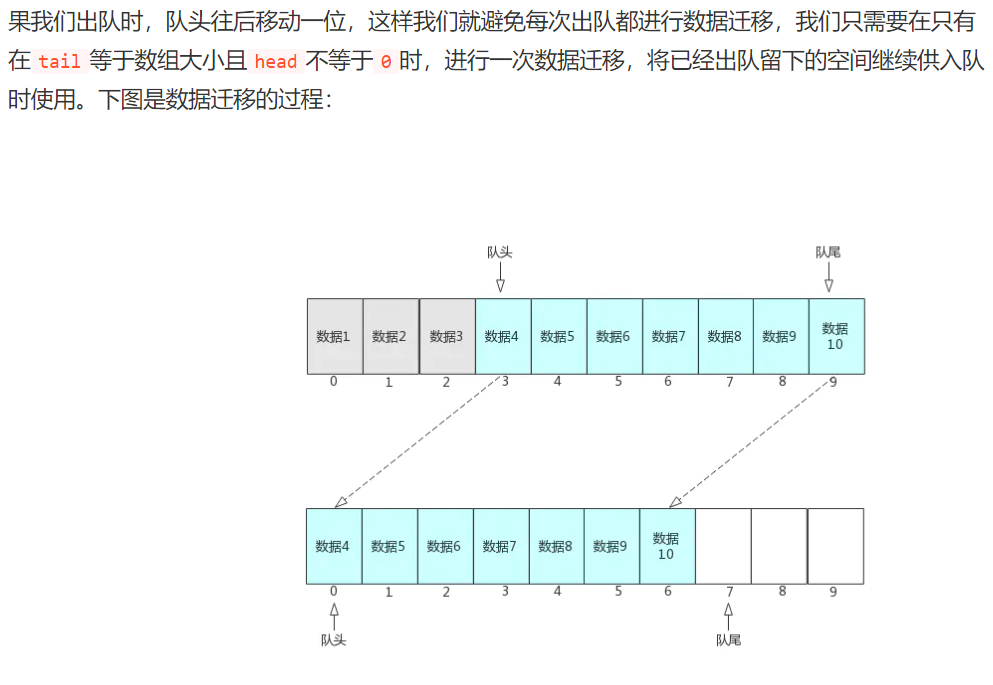 果我们出队时，队头往后移动一位，这样我们就避免每次出队都进行数据迁移，我们只需要在只有
在 tail 等于数组大小且 head 不等于 0 时，进行一次数据迁移，将已经出队留下的空间继续供入队
时使用。下图是数据迁移的过程：
队头 队尾
数据1 数据2 数据3 数据4 数据5 数据6 数据7 数据8 数据9 数据
10
0 1 2 3 4 5 6 7 8 9
数据4 数据5 数据6 数据7 数据8 数据9 数据
10
0 1 2 3 4 5 6 7 8 9
队头 队尾